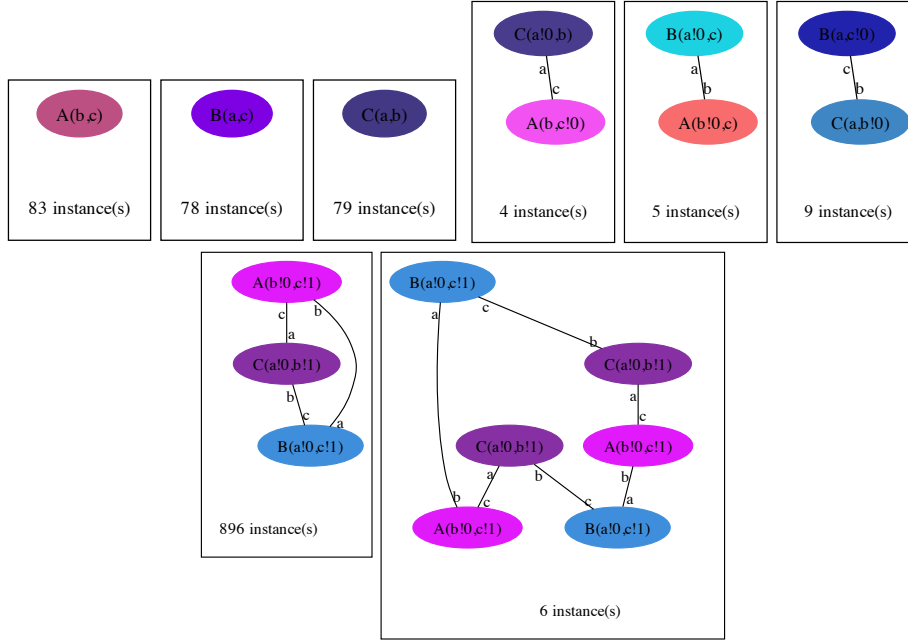 C(a!0,b)
a
c
A(b,c!0)
4 instance(s)
B(a!0,c)
a
b
A(b!0,c)
5 instance(s)
B(a,c!0)
c
b
C(a,b!0)
9 instance(s)
A(b,c)
83 instance(s)
B(a,c)
78 instance(s)
C(a,b)
79 instance(s)
A(b!0,c!1)
c
b
a
C(a!0,b!1)
b
c
a
B(a!0,c!1)
896 instance(s)
B(a!0,c!1)
a
c
b
C(a!0,b!1)
a
c
C(a!0,b!1)
A(b!0,c!1)
a
b
b
b
c
c
a
A(b!0,c!1)
B(a!0,c!1)
6 instance(s)